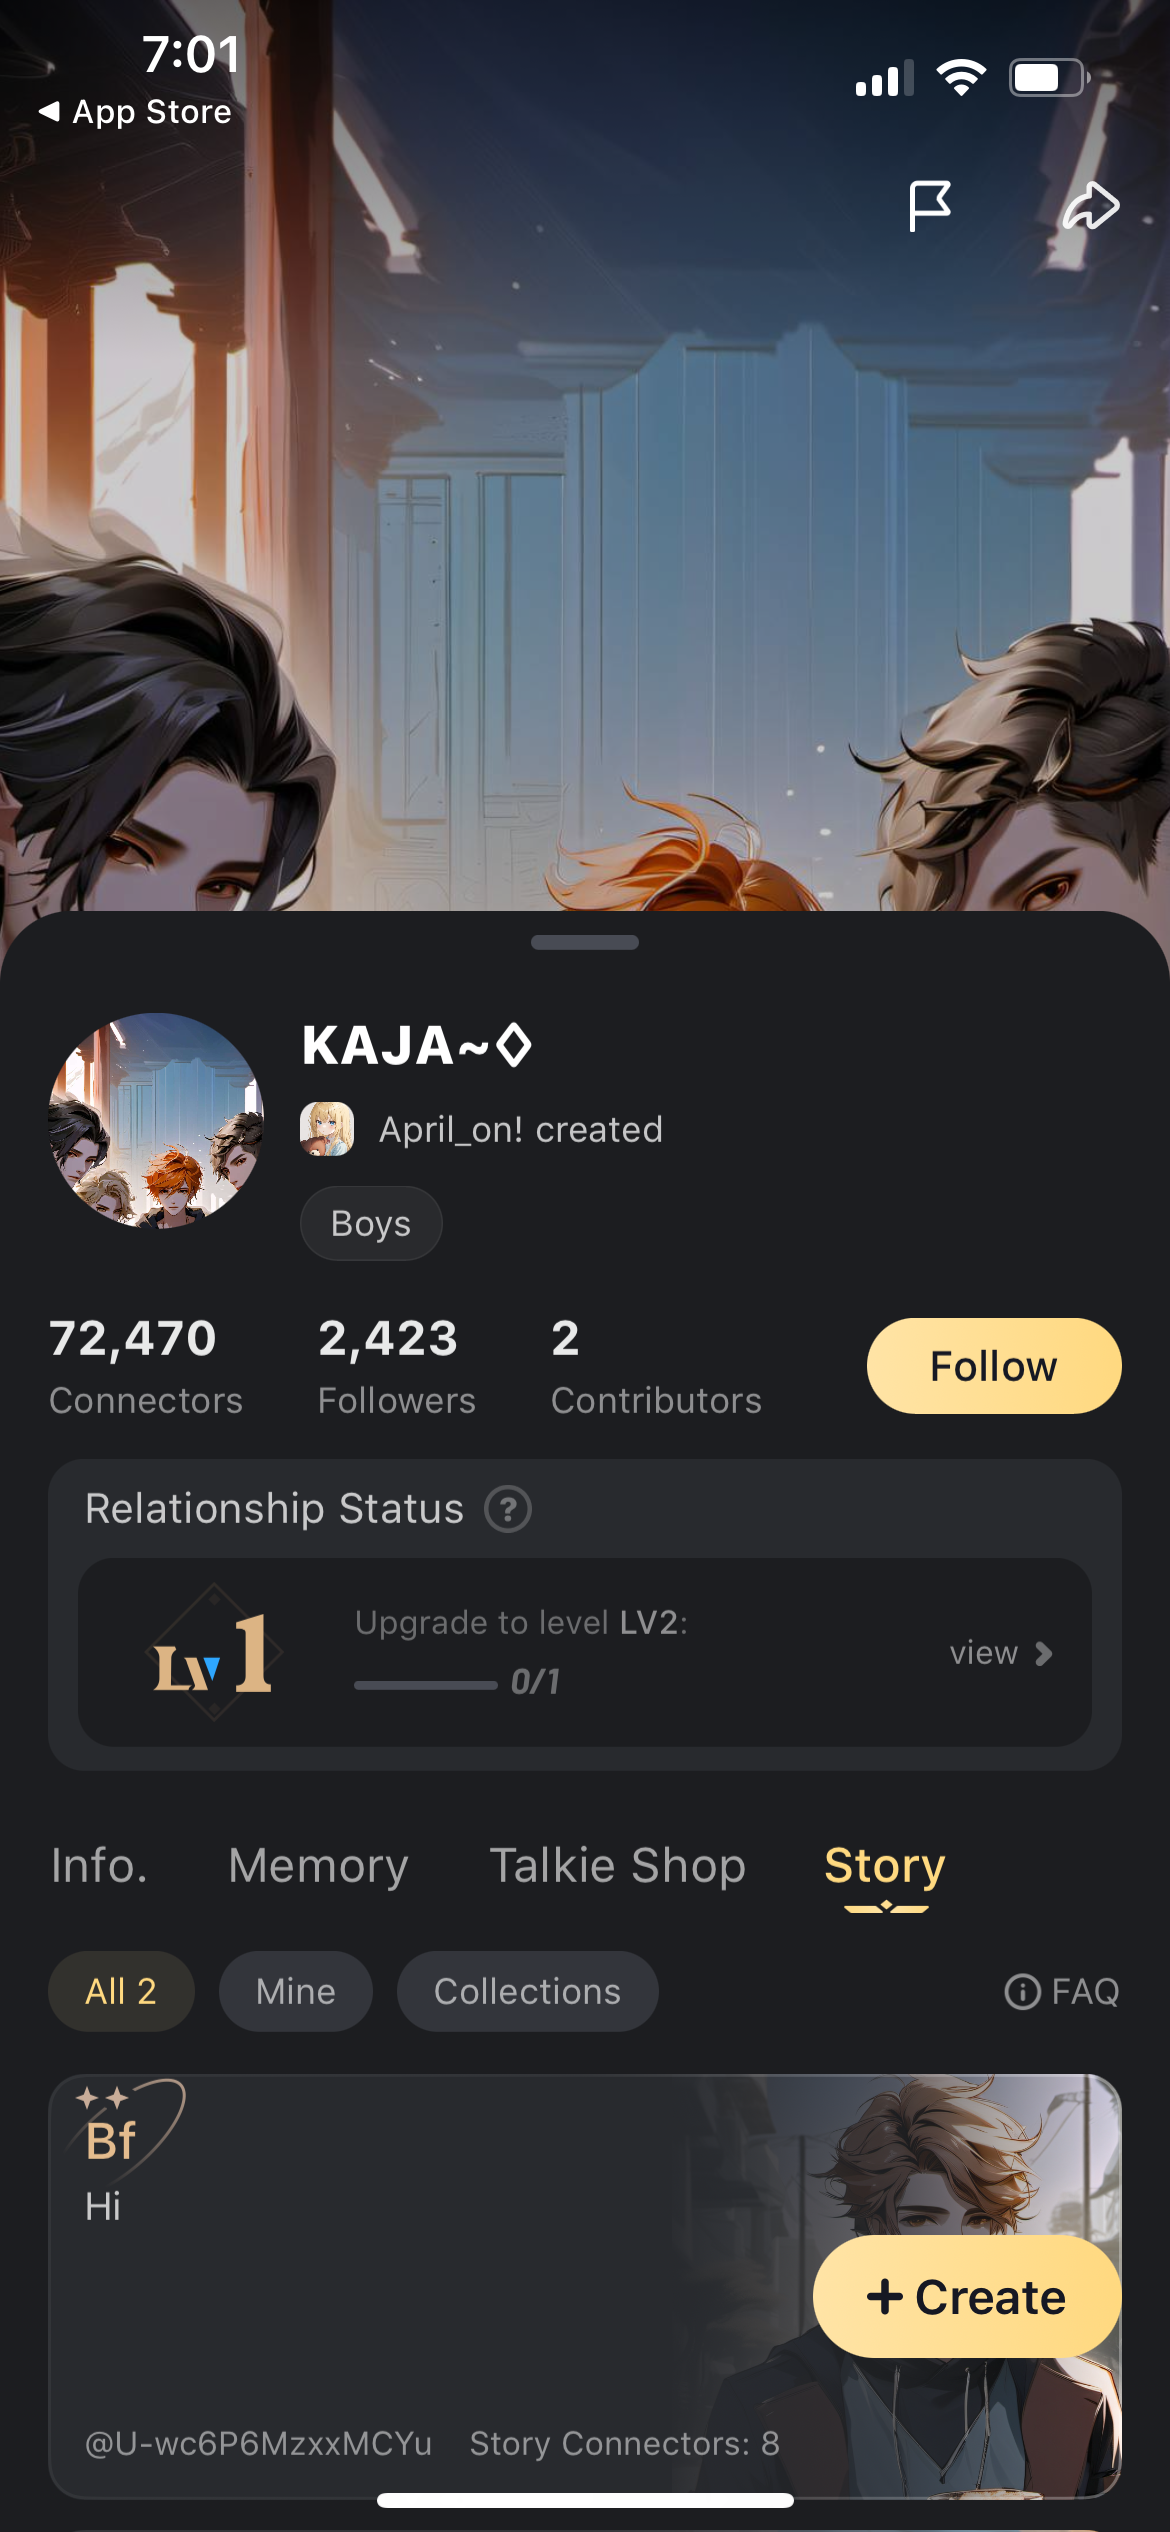 7:01
◀ App Store
KAJA~◊
April_on! created
Boys
72,470 2,423 2
Connectors Followers Contributors
Follow
Relationship Status ?
Lv1
Upgrade to level LV2:
0/1
view
Info. Memory Talkie Shop Story
All 2 Mine Collections FAQ
Bf
Hi
+ Create
@U-wc6P6MzxxMCYu Story Connectors: 8